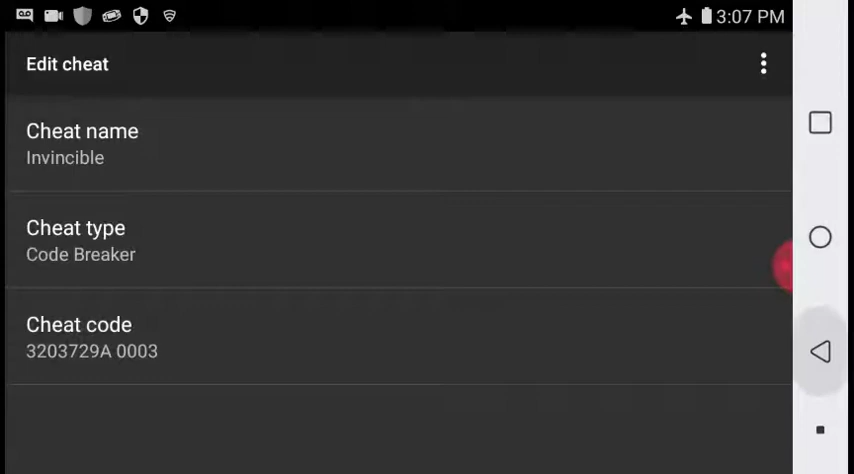 3:07 PM
Edit cheat
Cheat name
Invincible
Cheat type
Code Breaker
Cheat code
3203729A 0003